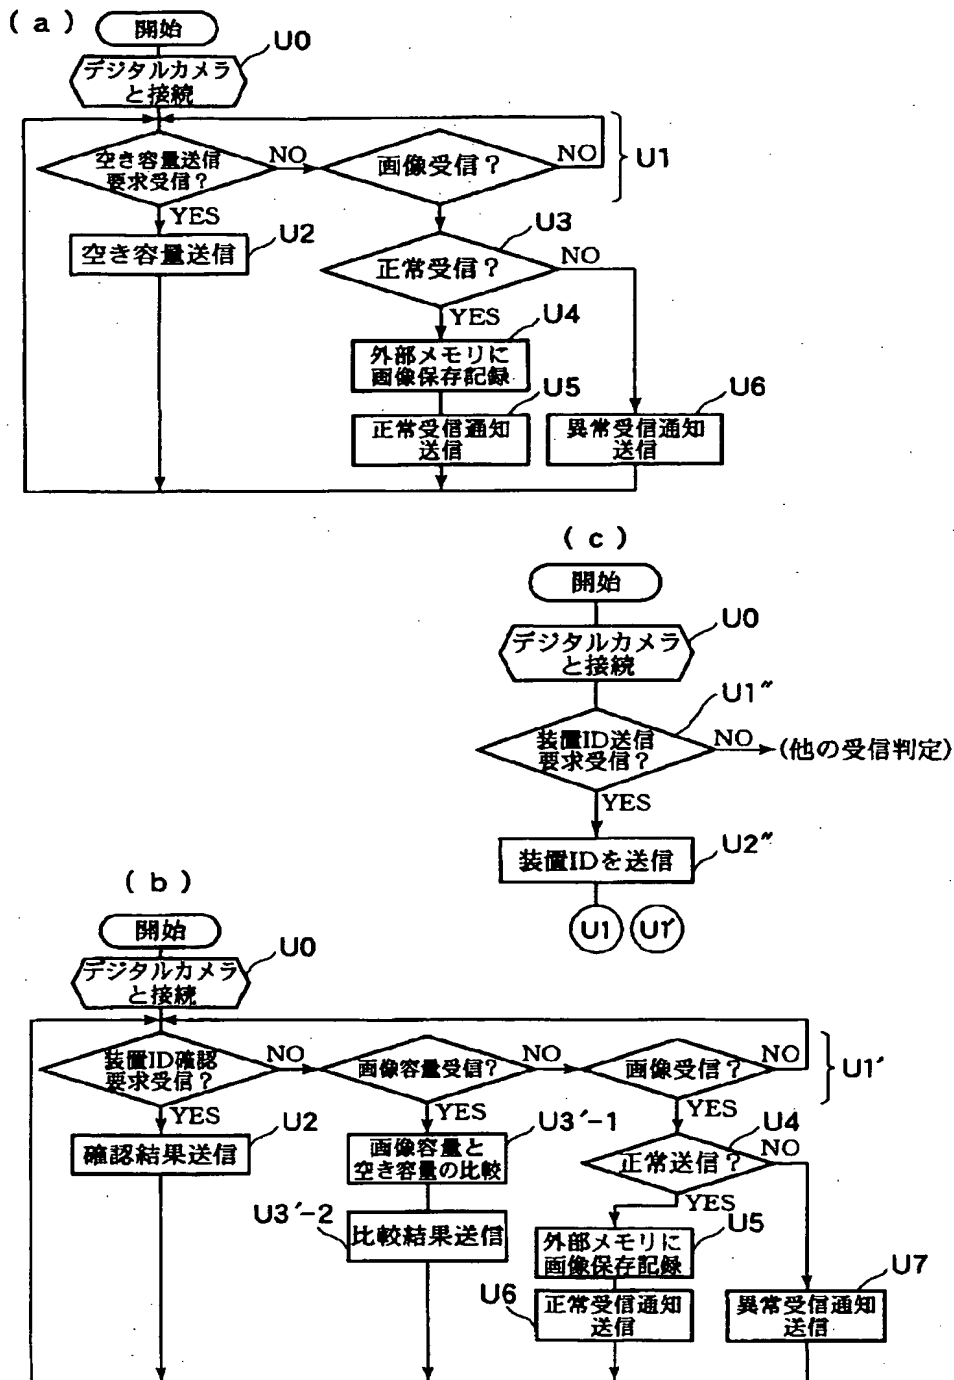 (a)
開始
U0
デジタルカメラ
と接続
空き容量送信
要求受信？
NO
画像受信？
NO
U1
YES
U2
空き容量送信
U3
正常受信？
NO
YES
U4
外部メモリに
画像保存記録
U5
正常受信通知
送信
U6
異常受信通知
送信
(c)
開始
U0
デジタルカメラ
と接続
U1″
装置ID送信
要求受信？
NO
(他の受信判定)
YES
U2″
装置IDを送信
U1
U1′
(b)
開始
U0
デジタルカメラ
と接続
装置ID確認
要求受信？
NO
画像容量受信？
NO
画像受信？
NO
U1′
YES
U2
確認結果送信
YES
U3′-1
画像容量と
空き容量の比較
U3′-2
比較結果送信
YES
U4
正常送信？
NO
YES
U5
外部メモリに
画像保存記録
U6
正常受信通知
送信
U7
異常受信通知
送信